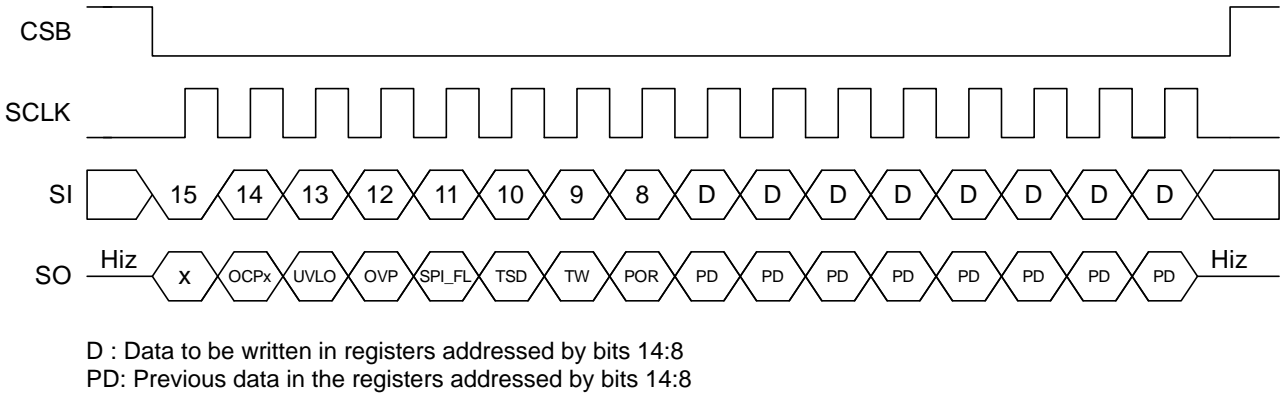 CSB
SCLK
SI 15 14 13 12 11 10 9 8 D D D D D D D D
Hiz Hiz
SO X OCPx UVLO OVP SPI_FL TSD TW POR PD PD PD PD PD PD PD PD
D : Data to be written in registers addressed by bits 14:8
PD: Previous data in the registers addressed by bits 14:8